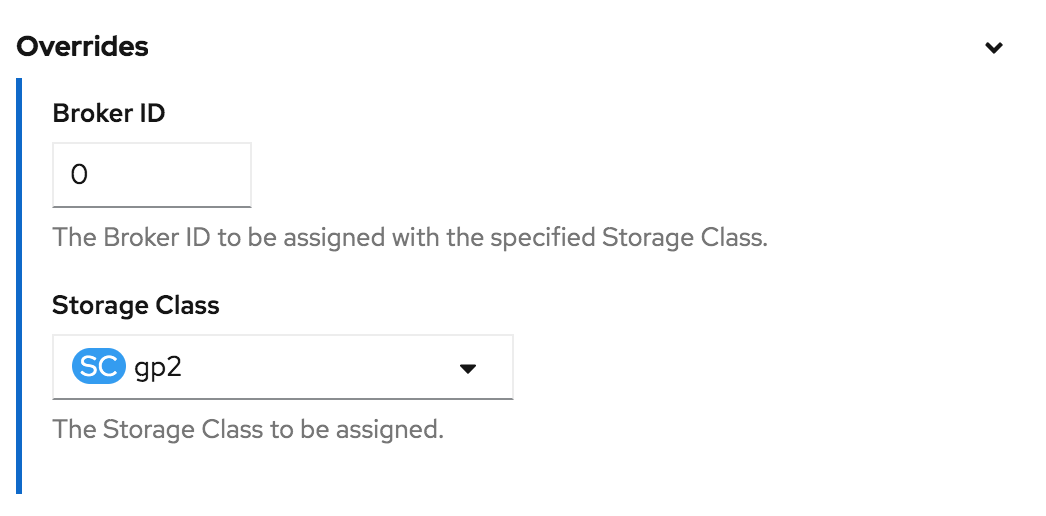 Overrides
Broker ID
0
The Broker ID to be assigned with the specified Storage Class.
Storage Class
SC gp2
The Storage Class to be assigned.